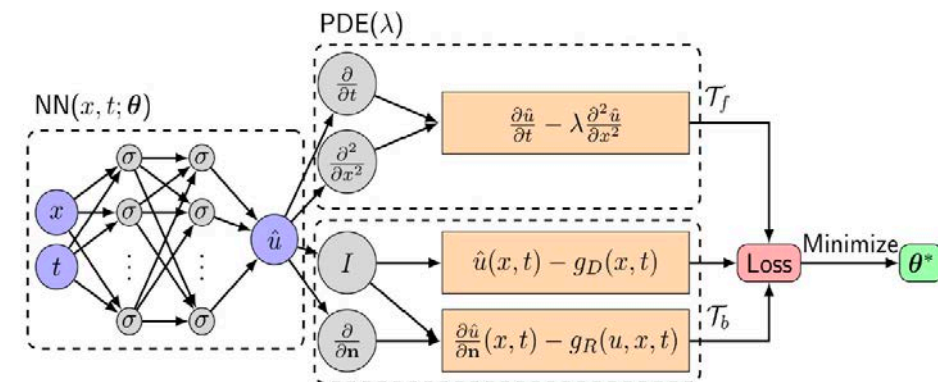 PDE(λ)
NN(x, t; θ)
∂/∂t
∂²/∂x²
∂û/∂t − λ ∂²û/∂x²
𝒯_f
σ σ
x
σ σ
t
⋮ ⋮
σ σ
û
I
û(x, t) − g_D(x, t)
Loss
Minimize
θ*
∂/∂n
∂û/∂n (x, t) − g_R(u, x, t)
𝒯_b